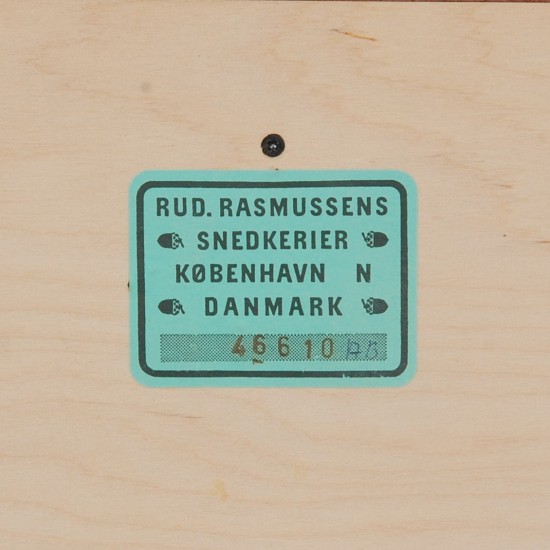 RUD. RASMUSSENS
SNEDKERIER
KØBENHAVN N
DANMARK
46610